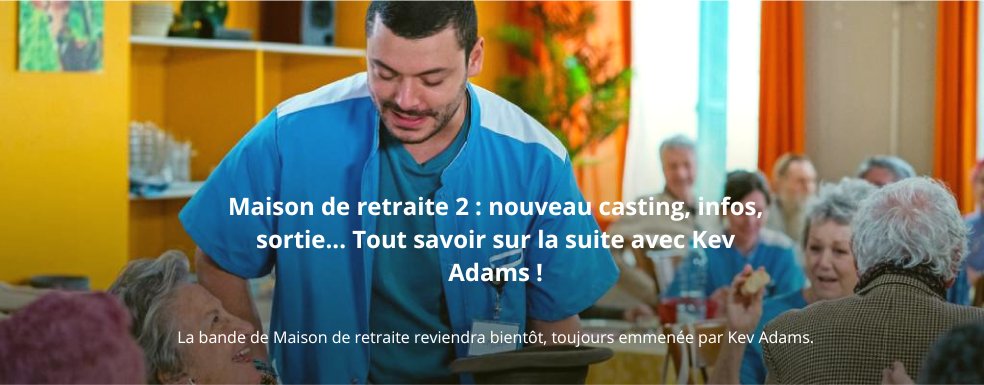 Maison de retraite 2 : nouveau casting, infos,
sortie... Tout savoir sur la suite avec Kev
Adams !
La bande de Maison de retraite reviendra bientôt, toujours emmenée par Kev Adams.